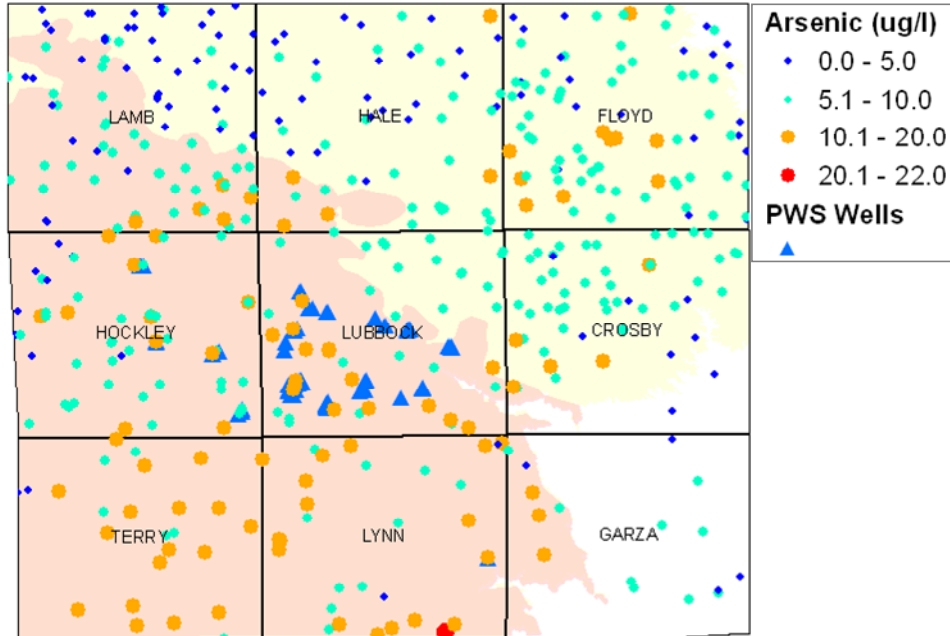 Arsenic (ug/l)
0.0 - 5.0
5.1 - 10.0
10.1 - 20.0
20.1 - 22.0
PWS Wells
LAMB
HALE
FLOYD
HOCKLEY
LUBBOCK
CROSBY
TERRY
LYNN
GARZA